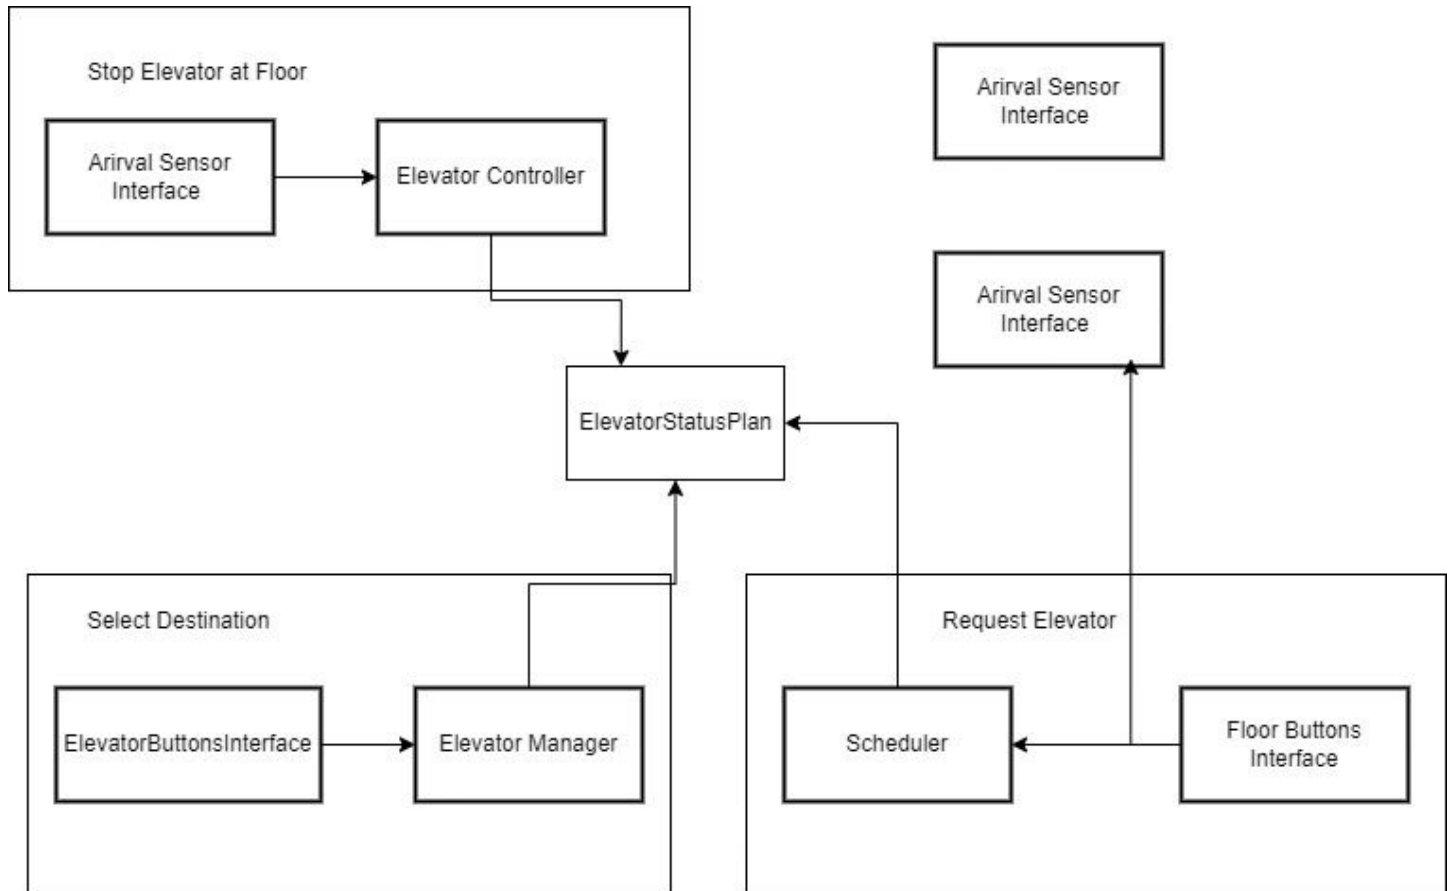 Stop Elevator at Floor
Arirval Sensor
Interface
Elevator Controller
Arirval Sensor
Interface
Arirval Sensor
Interface
ElevatorStatusPlan
Select Destination
ElevatorButtonsInterface
Elevator Manager
Request Elevator
Scheduler
Floor Buttons
Interface